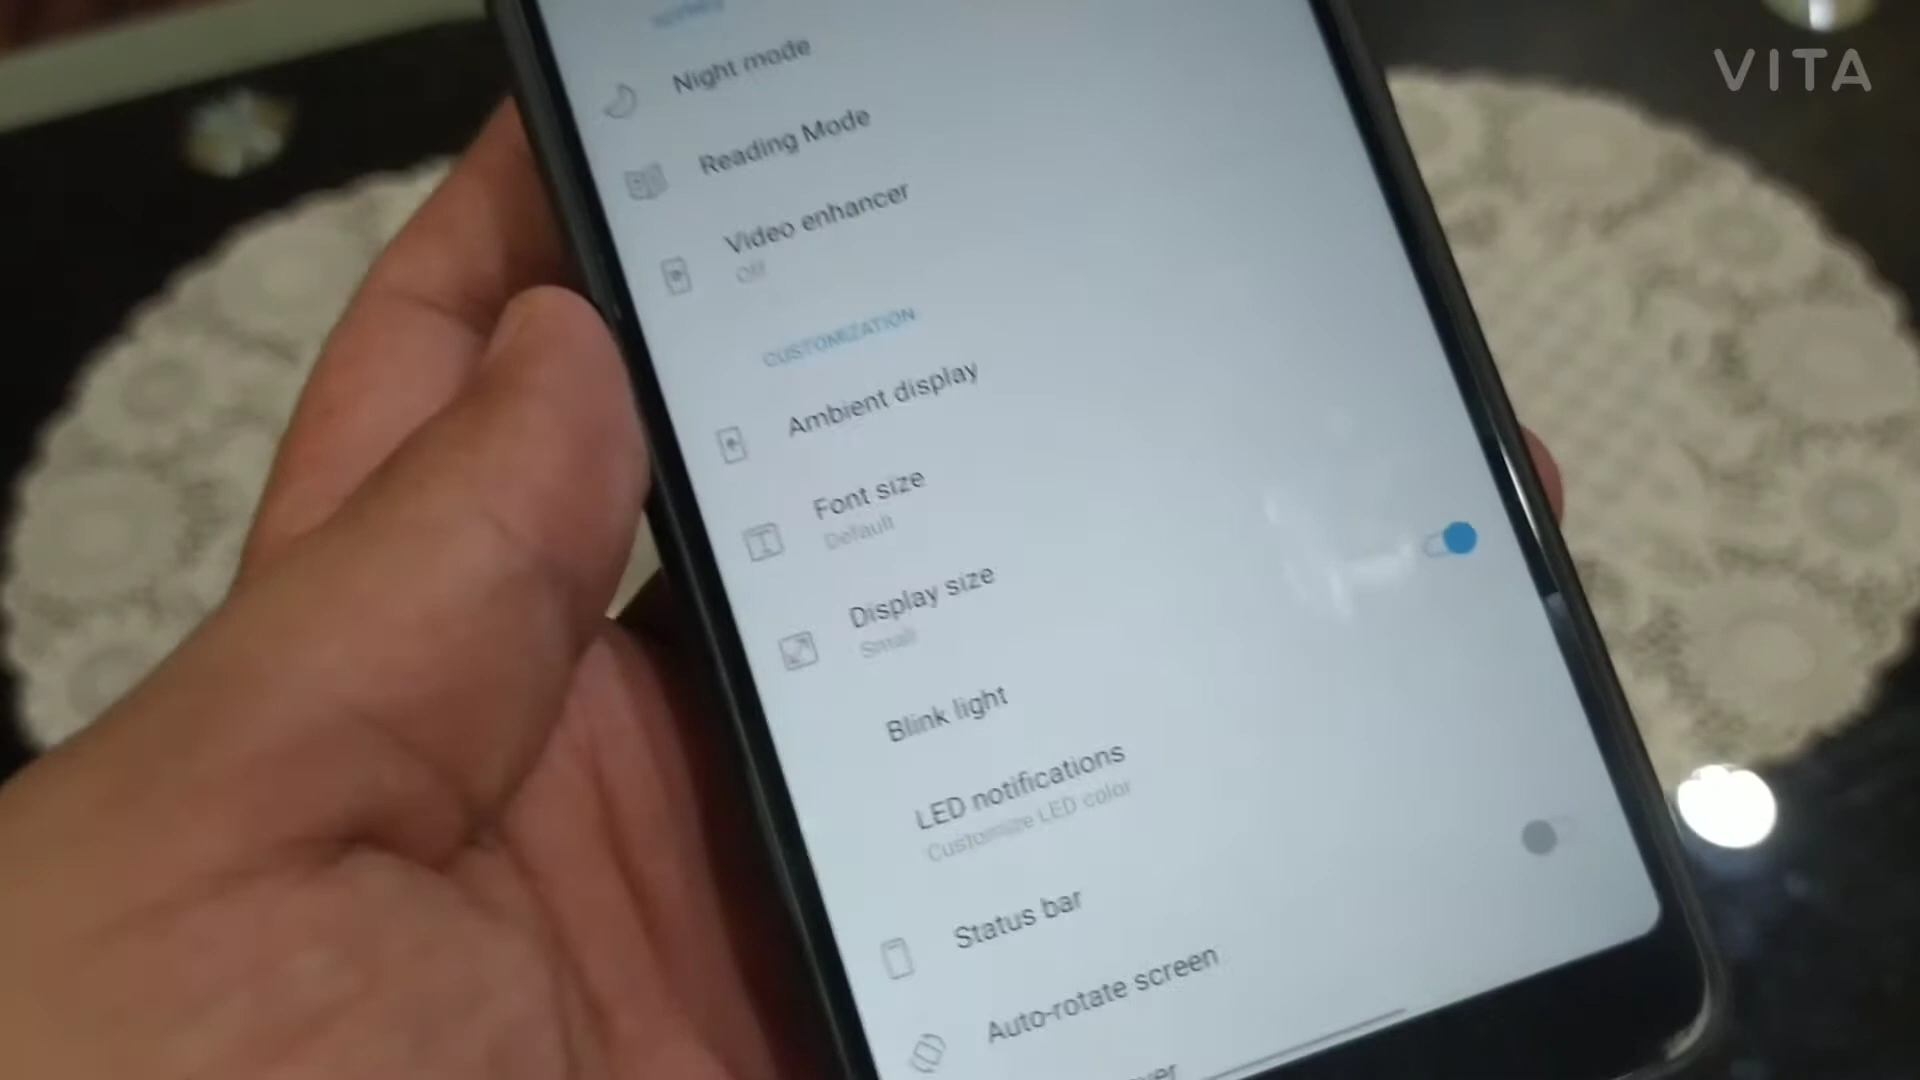 VITA
Night mode
Reading Mode
Video enhancer
Off
CUSTOMIZATION
Ambient display
Font size
Default
Display size
Small
Blink light
LED notifications
Customize LED color
Status bar
Auto-rotate screen